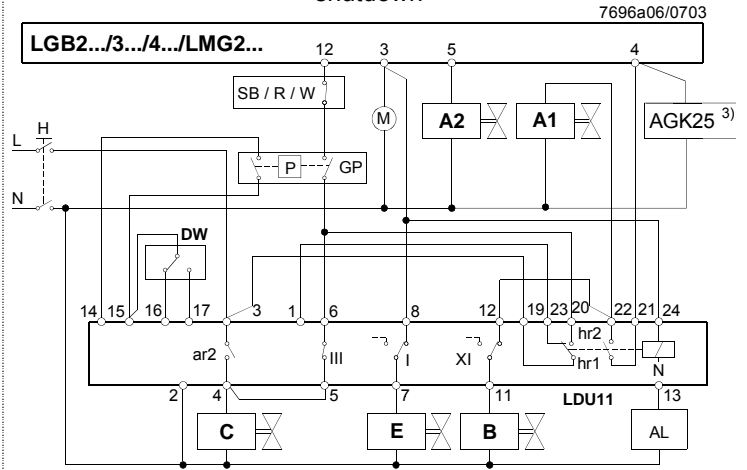 shutdown
7696a06/0703
LGB2.../3.../4.../LMG2...
12 3 5 4
SB / R / W
M
A2
A1
AGK25 3)
H
L
P
GP
N
DW
14 15 16 17 3 1 6 8 12 19 23 20 22 21 24
hr2
ar2
III
I
XI
hr1
N
2 4 5 7 11 LDU11 13
C
E
B
AL